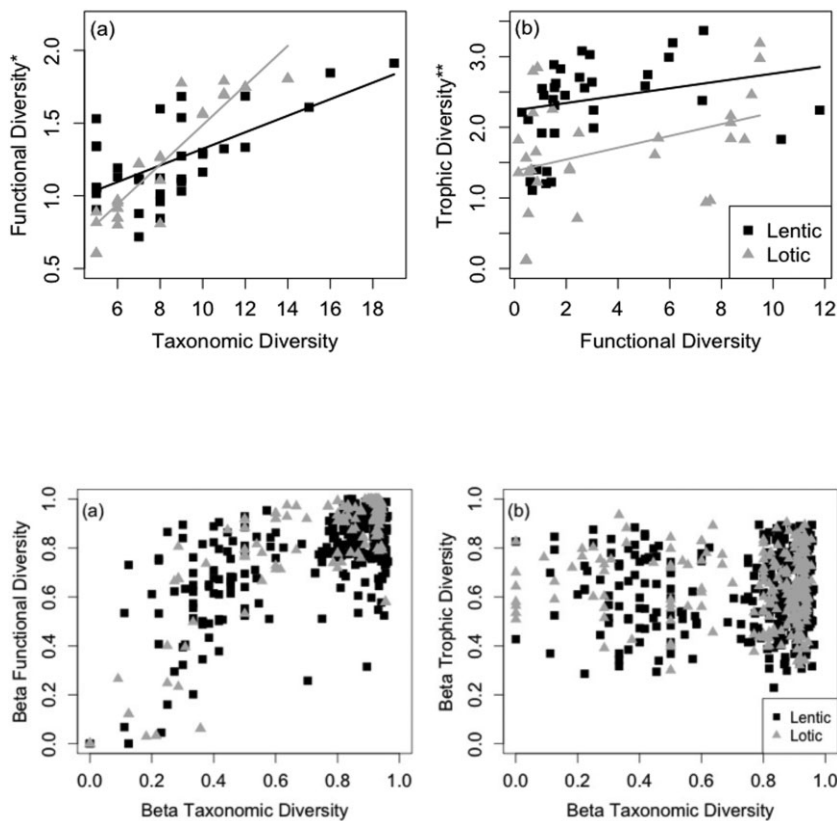 (a)
Functional Diversity*
2.0
1.5
1.0
0.5
6 8 10 12 14 16 18
Taxonomic Diversity
(b)
Trophic Diversity**
3.0
2.0
1.0
0.0
0 2 4 6 8 10 12
Functional Diversity
Lentic
Lotic
(a)
Beta Functional Diversity
1.0
0.8
0.6
0.4
0.2
0.0
0.0 0.2 0.4 0.6 0.8 1.0
Beta Taxonomic Diversity
(b)
Beta Trophic Diversity
1.0
0.8
0.6
0.4
0.2
0.0
0.0 0.2 0.4 0.6 0.8 1.0
Beta Taxonomic Diversity
Lentic
Lotic